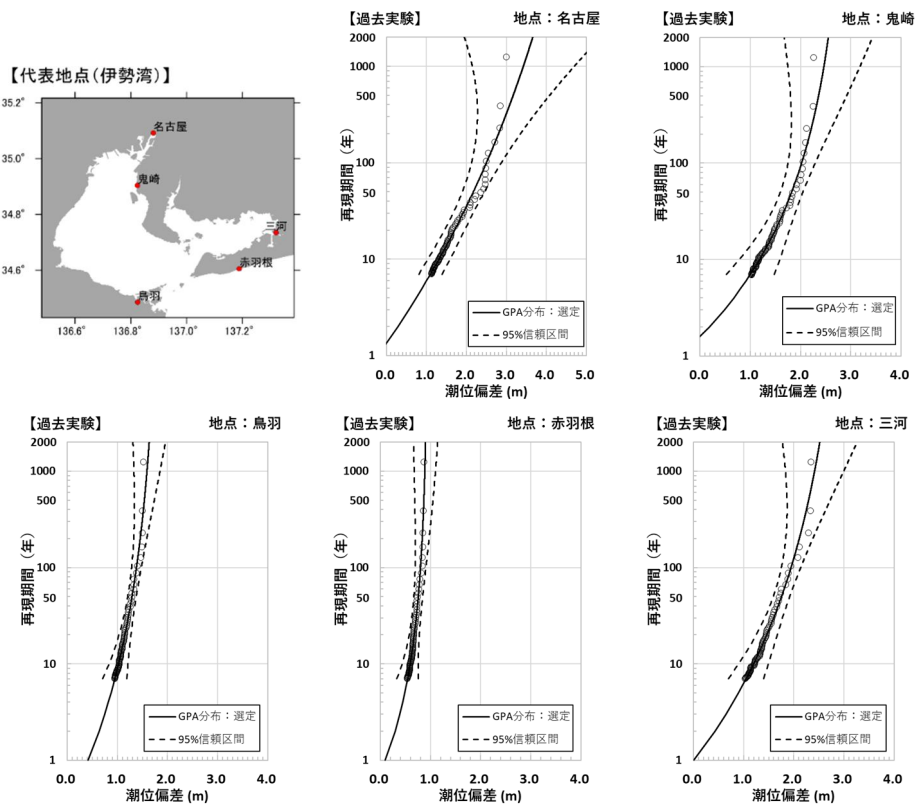 【代表地点(伊勢湾)】
35.2°
35.0°
34.8°
34.6°
136.6°
136.8°
137.0°
137.2°
名古屋
鬼崎
三河
赤羽根
鳥羽
【過去実験】 地点：名古屋
再現期間（年）
2000
1000
500
100
50
10
1
GPA分布：選定
95%信頼区間
0.0 1.0 2.0 3.0 4.0 5.0
潮位偏差 (m)
【過去実験】 地点：鬼崎
再現期間（年）
2000
1000
500
100
50
10
1
GPA分布：選定
95%信頼区間
0.0 1.0 2.0 3.0 4.0
潮位偏差 (m)
【過去実験】 地点：鳥羽
再現期間（年）
2000
1000
500
100
50
10
1
GPA分布：選定
95%信頼区間
0.0 1.0 2.0 3.0 4.0
潮位偏差 (m)
【過去実験】 地点：赤羽根
再現期間（年）
2000
1000
500
100
50
10
1
GPA分布：選定
95%信頼区間
0.0 1.0 2.0 3.0 4.0
潮位偏差 (m)
【過去実験】 地点：三河
再現期間（年）
2000
1000
500
100
50
10
1
GPA分布：選定
95%信頼区間
0.0 1.0 2.0 3.0 4.0
潮位偏差 (m)